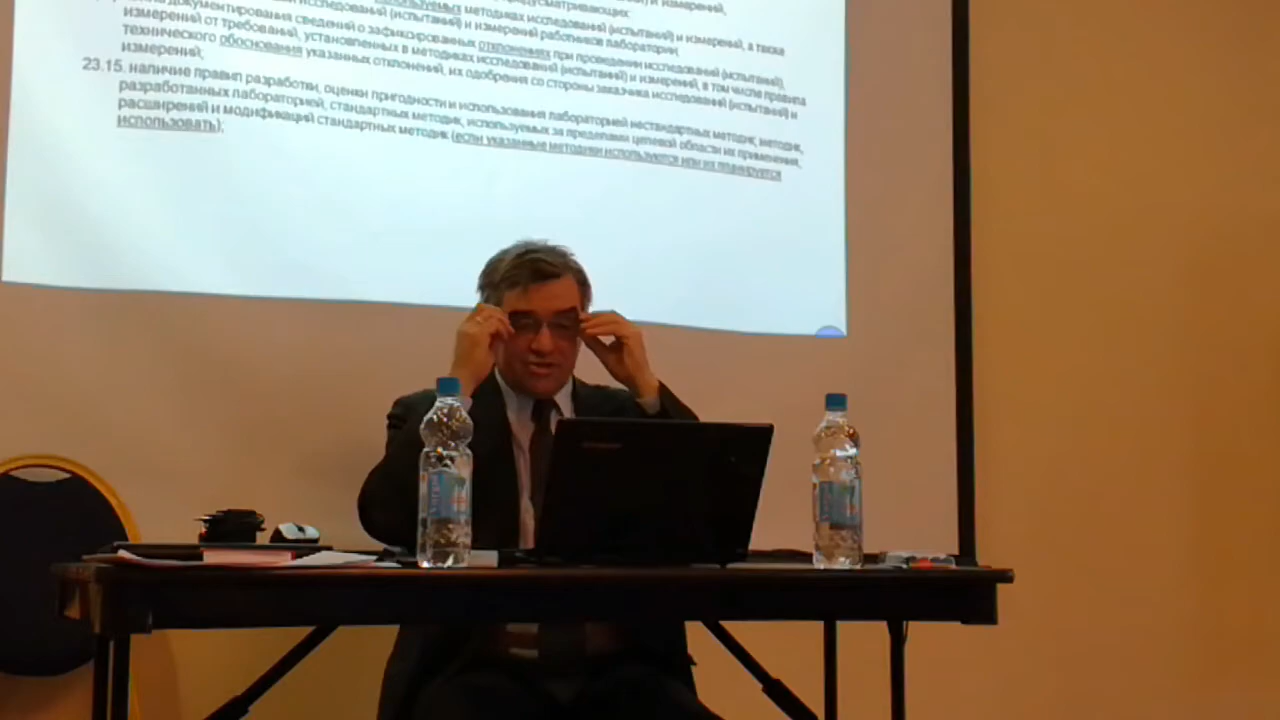 используемых методиках исследований (испытаний) и измерений, а также
документирования сведений о зафиксированных отклонениях при проведении исследований (испытаний),
измерений от требований, установленных в методиках исследований (испытаний) и измерений, в том числе правила
технического обоснования указанных отклонений, их одобрения со стороны заказчика исследований (испытаний) и
измерений;
23.15. наличие правил разработки, оценки пригодности и использования лабораторией нестандартных методик, методик,
разработанных лабораторией, стандартных методик, используемых за пределами целевой области их применения,
расширений и модификаций стандартных методик (если указанные методики используются или их планируется
использовать);